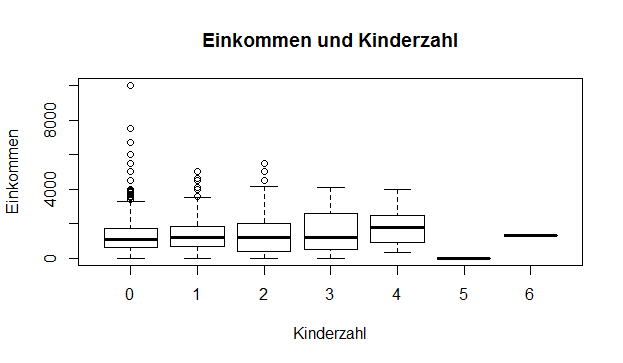 Einkommen und Kinderzahl
Einkommen
8000
4000
0
0 1 2 3 4 5 6
Kinderzahl